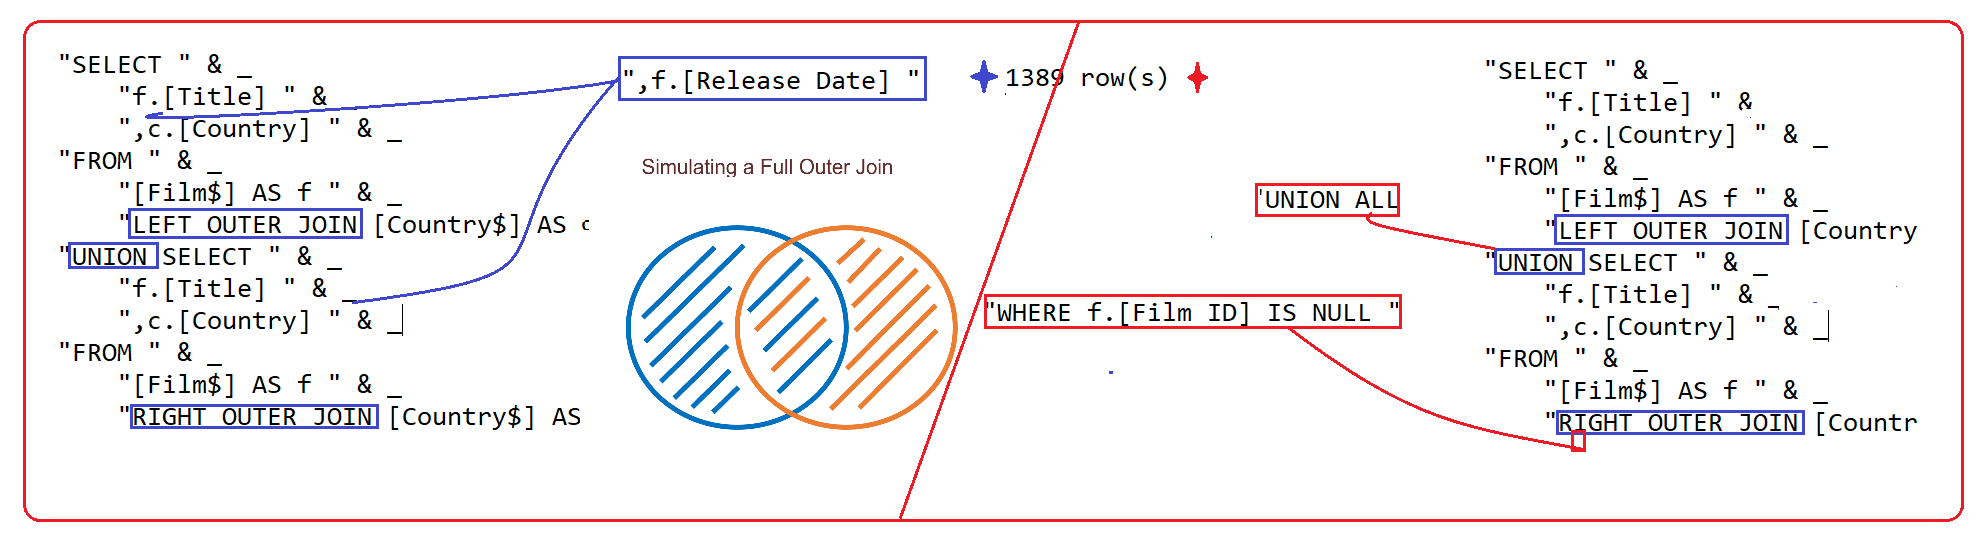 "SELECT " & _
"f.[Title] " &
",c.[Country] " & _
"FROM " & _
"[Film$] AS f " & _
"LEFT OUTER JOIN [Country$] AS c
"UNION SELECT " & _
"f.[Title] " & _
",c.[Country] " & _
"FROM " & _
"[Film$] AS f " & _
"RIGHT OUTER JOIN [Country$] AS
",f.[Release Date] "
1389 row(s)
Simulating a Full Outer Join
'UNION ALL
"WHERE f.[Film ID] IS NULL "
"SELECT " & _
"f.[Title] " &
",c.[Country] " & _
"FROM " & _
"[Film$] AS f " & _
"LEFT OUTER JOIN [Country
"UNION SELECT " & _
"f.[Title] " & _
",c.[Country] " & _
"FROM " & _
"[Film$] AS f " & _
"RIGHT OUTER JOIN [Countr